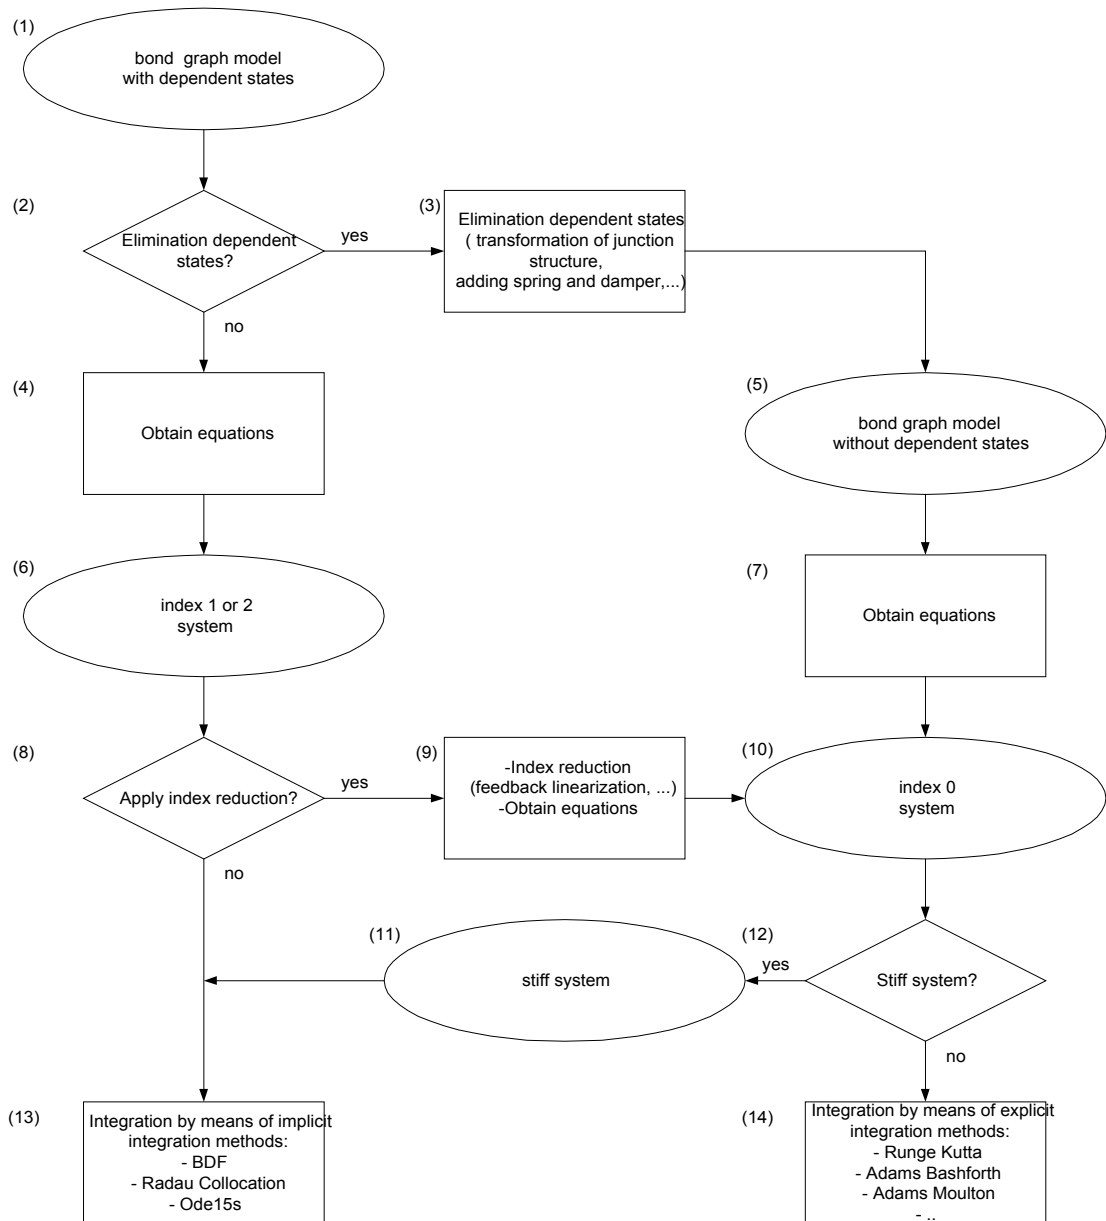 (1)
bond graph model
with dependent states
(2)
Elimination dependent
states?
yes
no
(3)
Elimination dependent states
( transformation of junction
structure,
adding spring and damper,...)
(4)
Obtain equations
(5)
bond graph model
without dependent states
(6)
index 1 or 2
system
(7)
Obtain equations
(8)
Apply index reduction?
yes
no
(9)
-Index reduction
(feedback linearization, ...)
-Obtain equations
(10)
index 0
system
(11)
stiff system
(12)
yes
Stiff system?
no
(13)
Integration by means of implicit
integration methods:
- BDF
- Radau Collocation
- Ode15s
(14)
Integration by means of explicit
integration methods:
- Runge Kutta
- Adams Bashforth
- Adams Moulton
- ..